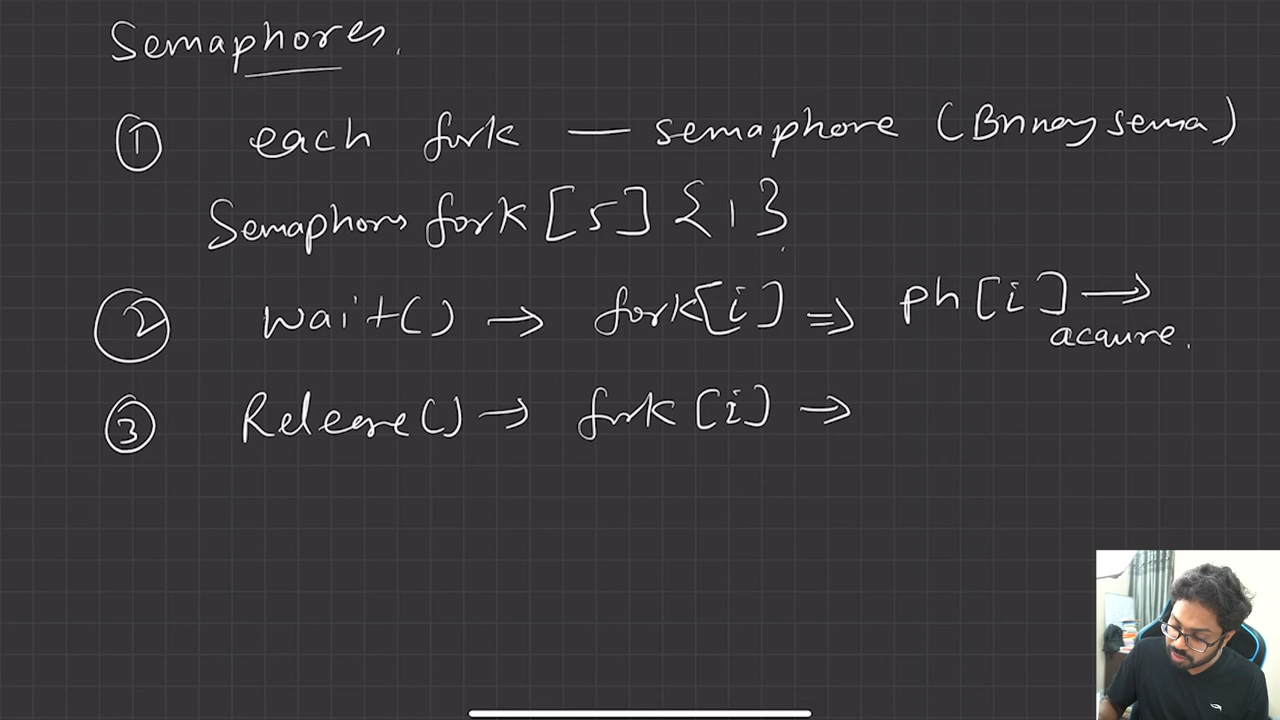 Semaphores.
① each fork — semaphore (Binary sema)
Semaphore fork [5] {1}
② wait() → fork[i] => ph[i] → acquire.
③ Release() → fork [i] →